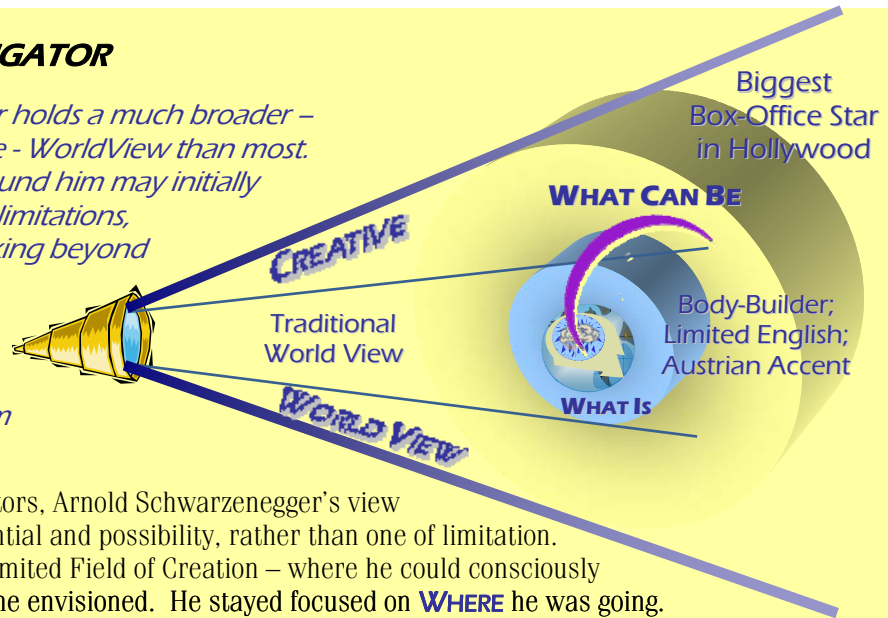 IGATOR
r holds a much broader –
e - WorldView than most.
und him may initially
limitations,
king beyond
n
CREATIVE
WORLD VIEW
Traditional
World View
Biggest
Box-Office Star
in Hollywood
WHAT CAN BE
Body-Builder;
Limited English;
Austrian Accent
WHAT IS
tors, Arnold Schwarzenegger's view
ntial and possibility, rather than one of limitation.
mited Field of Creation – where he could consciously
he envisioned.  He stayed focused on WHERE he was going.